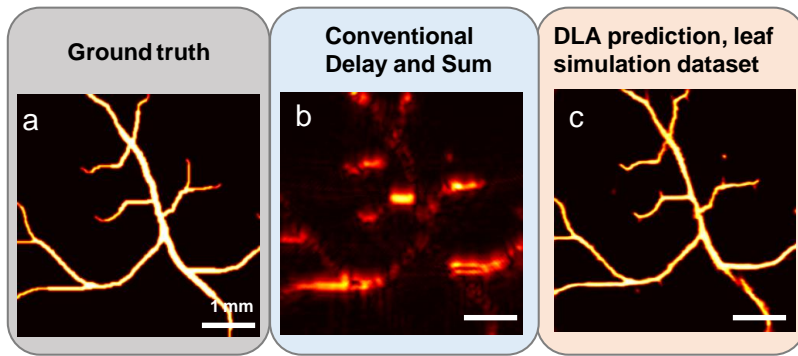 Ground truth
Conventional
Delay and Sum
DLA prediction, leaf
simulation dataset
a
b
c
1 mm